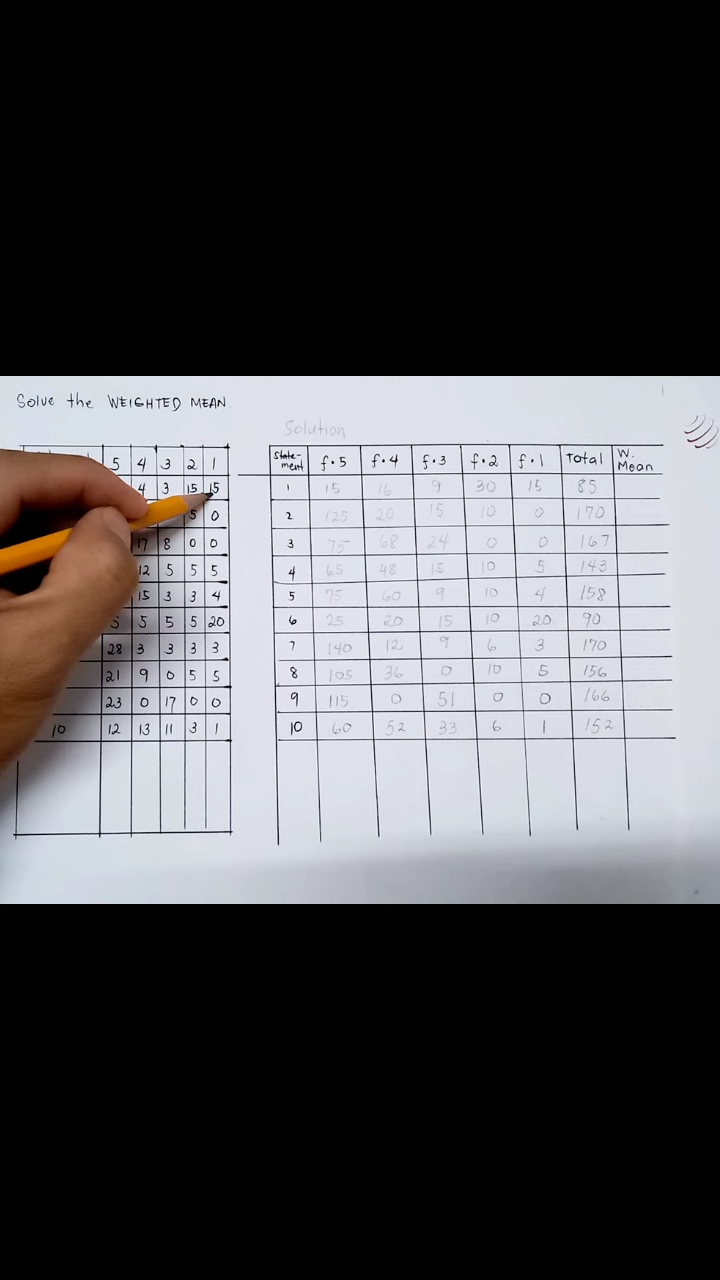 Solve the WEIGHTED MEAN.
5 4 3 2 1
4 3 15 15
5 0
17 8 0 0
12 5 5 5
15 3 3 4
5 5 5 5 20
28 3 3 3 3
21 9 0 5 5
23 0 17 0 0
10 12 13 11 3 1
Solution
State-ment f·5 f·4 f·3 f·2 f·1 Total W. Mean
1 15 16 9 30 15 85
2 125 20 15 10 0 170
3 75 68 24 0 0 167
4 65 48 15 10 5 143
5 75 60 9 10 4 158
6 25 20 15 10 20 90
7 140 12 9 6 3 170
8 105 36 0 10 5 156
9 115 0 51 0 0 166
10 60 52 33 6 1 152